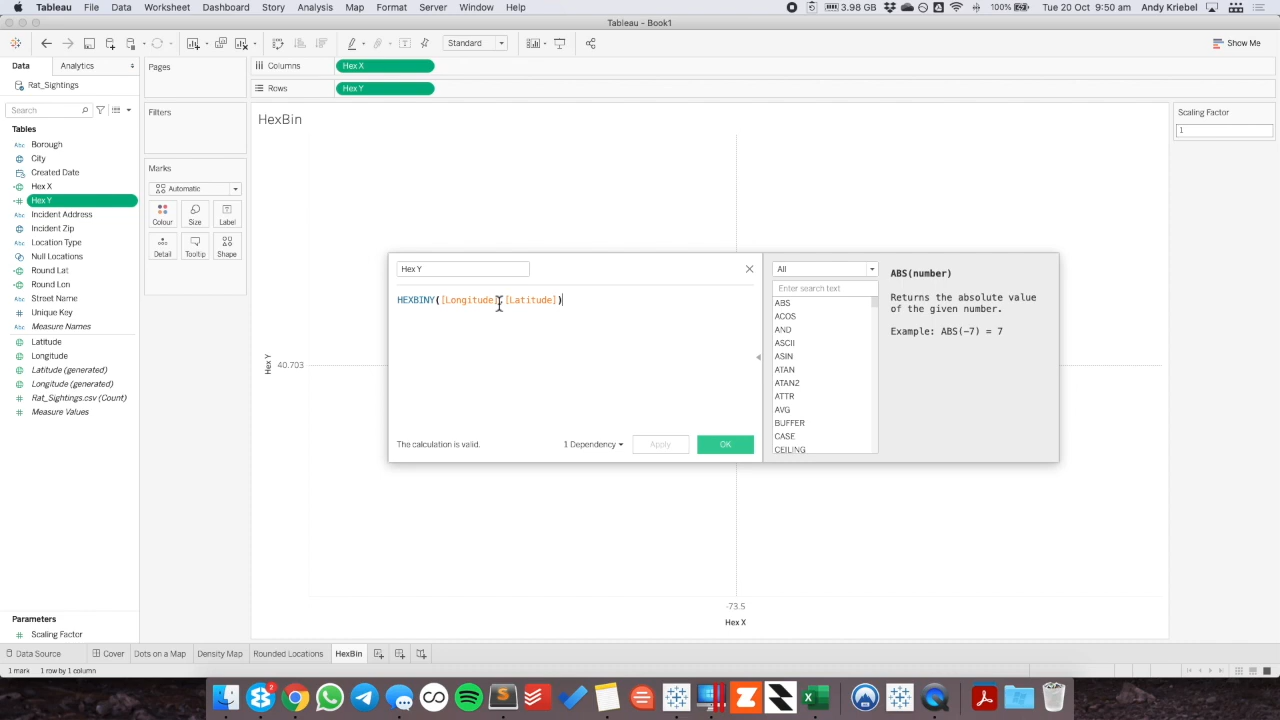 Tableau File Data Worksheet Dashboard Story Analysis Map Format Server Window Help 3.98 GB 100% Tue 20 Oct 9:50 am Andy Kriebel
Tableau - Book1
Standard Show Me
Data Analytics Pages Columns Hex X
Rat_Sightings Rows Hex Y
Search Filters HexBin Scaling Factor
Tables 1
Abc Borough
City
Created Date Marks
Hex X Abc Automatic
Hex Y
Abc Incident Address Colour Size Label
Incident Zip
Abc Location Type Detail Tooltip Shape
Null Locations
Round Lat
Round Lon
Abc Street Name
Unique Key
Abc Measure Names
Latitude
Longitude
Latitude (generated)
Longitude (generated)
Rat_Sightings.csv (Count)
Measure Values
Hex Y
40.703
Hex Y
HEXBINY([Longitude] [Latitude])
The calculation is valid. 1 Dependency Apply OK
All
Enter search text
ABS
ACOS
AND
ASCII
ASIN
ATAN
ATAN2
ATTR
AVG
BUFFER
CASE
CEILING
ABS(number)
Returns the absolute value
of the given number.
Example: ABS(-7) = 7
-73.5
Hex X
Parameters
Scaling Factor
Data Source Cover Dots on a Map Density Map Rounded Locations HexBin
1 mark 1 row by 1 column